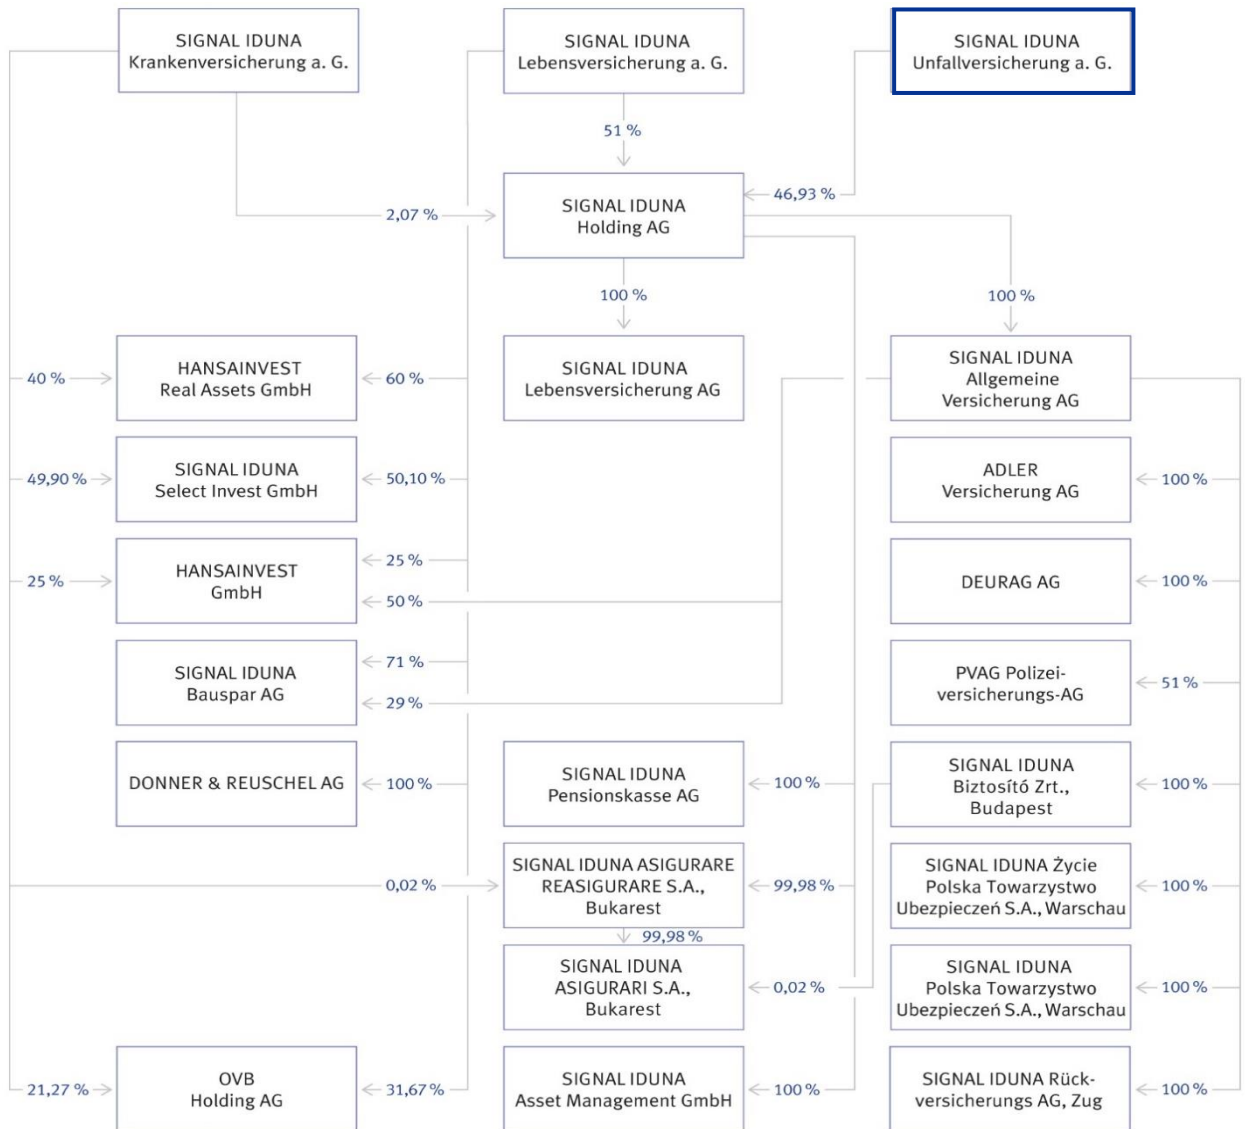 SIGNAL IDUNA
Krankenversicherung a. G.
SIGNAL IDUNA
Lebensversicherung a. G.
SIGNAL IDUNA
Unfallversicherung a. G.
51 %
46,93 %
2,07 %
SIGNAL IDUNA
Holding AG
100 %
100 %
40 %
HANSAINVEST
Real Assets GmbH
60 %
SIGNAL IDUNA
Lebensversicherung AG
SIGNAL IDUNA
Allgemeine
Versicherung AG
49,90 %
SIGNAL IDUNA
Select Invest GmbH
50,10 %
ADLER
Versicherung AG
100 %
25 %
HANSAINVEST
GmbH
25 %
50 %
DEURAG AG
100 %
SIGNAL IDUNA
Bauspar AG
71 %
29 %
PVAG Polizei-
versicherungs-AG
51 %
DONNER & REUSCHEL AG
100 %
SIGNAL IDUNA
Pensionskasse AG
100 %
SIGNAL IDUNA
Biztosító Zrt.,
Budapest
100 %
0,02 %
SIGNAL IDUNA ASIGURARE
REASIGURARE S.A.,
Bukarest
99,98 %
SIGNAL IDUNA Życie
Polska Towarzystwo
Ubezpieczeń S.A., Warschau
100 %
99,98 %
SIGNAL IDUNA
ASIGURARI S.A.,
Bukarest
0,02 %
SIGNAL IDUNA
Polska Towarzystwo
Ubezpieczeń S.A., Warschau
100 %
21,27 %
OVB
Holding AG
31,67 %
SIGNAL IDUNA
Asset Management GmbH
100 %
SIGNAL IDUNA Rück-
versicherungs AG, Zug